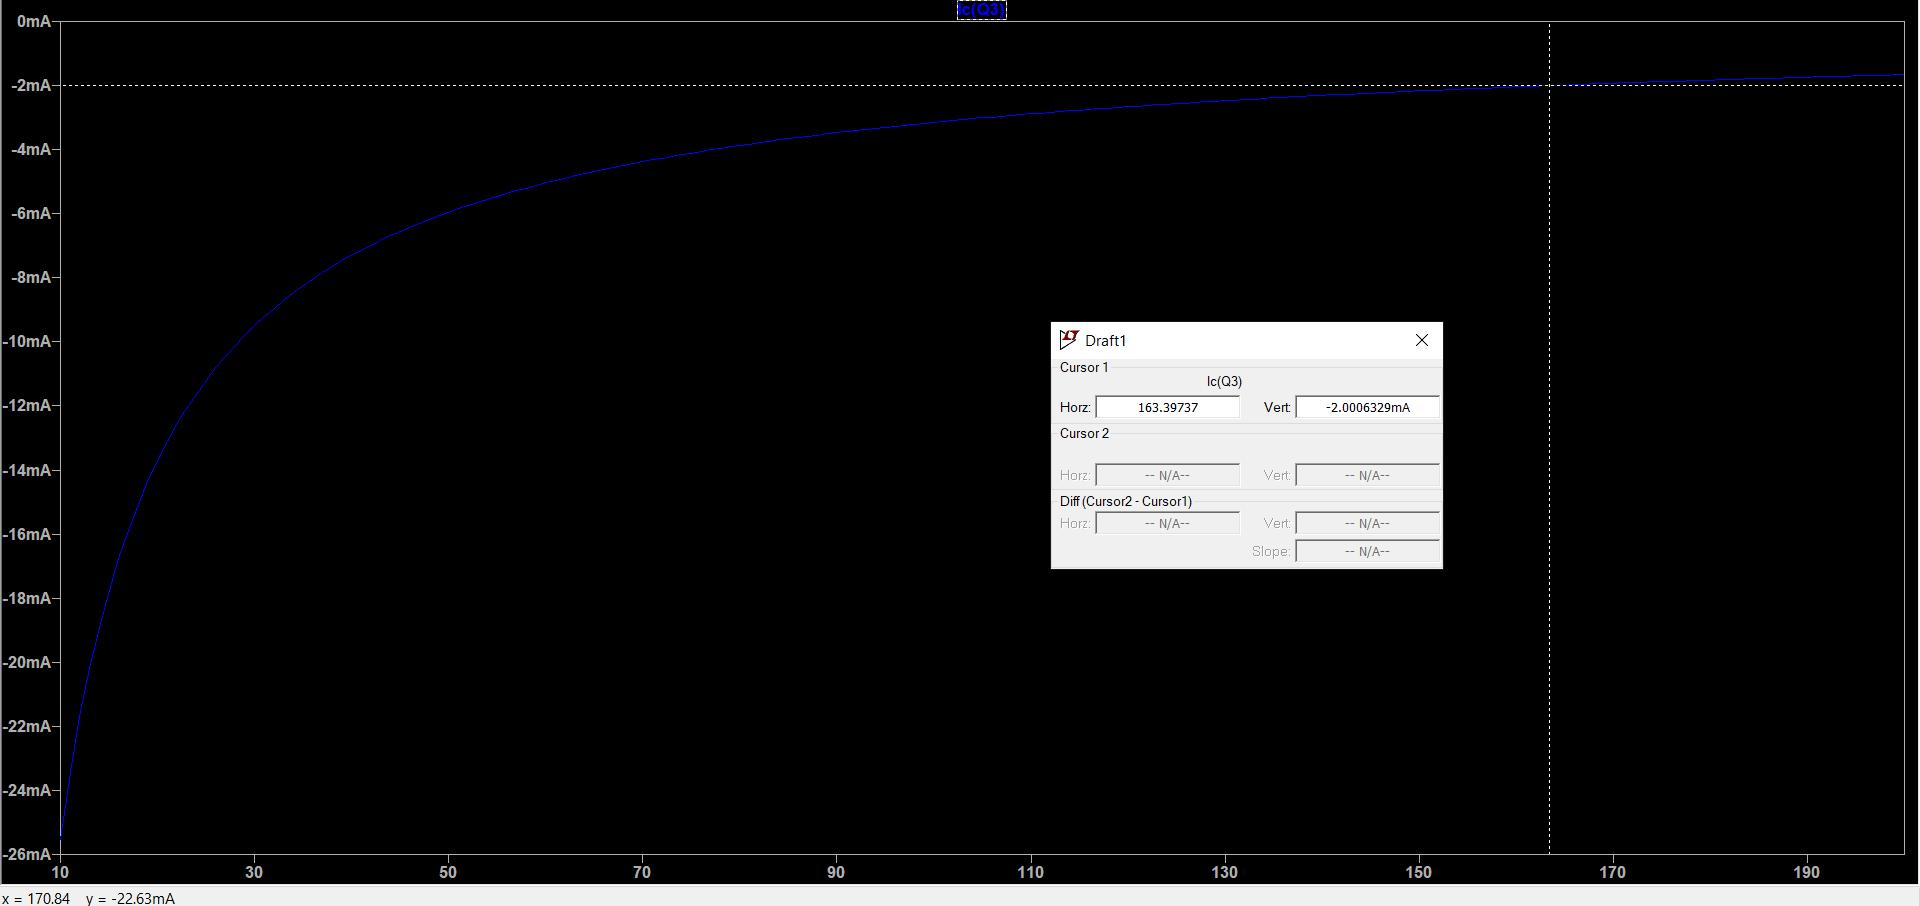 Ic(Q3)
0mA
-2mA
-4mA
-6mA
-8mA
-10mA
-12mA
-14mA
-16mA
-18mA
-20mA
-22mA
-24mA
-26mA
10 30 50 70 90 110 130 150 170 190
Draft1
Cursor 1
Ic(Q3)
Horz: 163.39737 Vert: -2.0006329mA
Cursor 2
Horz: -- N/A-- Vert: -- N/A--
Diff (Cursor2 - Cursor1)
Horz: -- N/A-- Vert: -- N/A--
Slope: -- N/A--
x = 170.84 y = -22.63mA